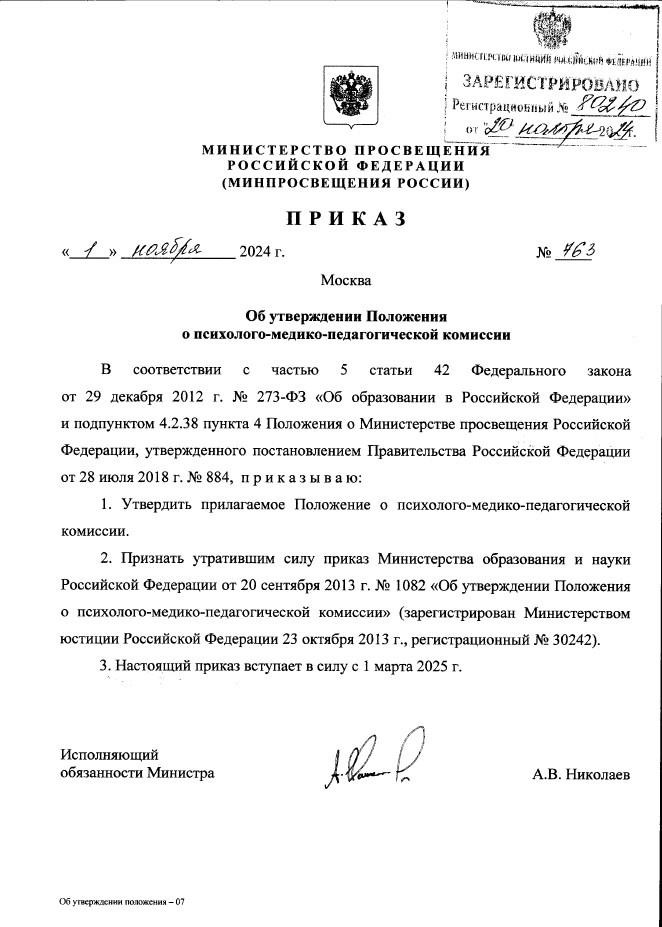 МИНИСТЕРСТВО ЮСТИЦИИ РОССИЙСКОЙ ФЕДЕРАЦИИ
ЗАРЕГИСТРИРОВАНО
Регистрационный № 80240
от "20" ноября 2024г.
МИНИСТЕРСТВО ПРОСВЕЩЕНИЯ
РОССИЙСКОЙ ФЕДЕРАЦИИ
(МИНПРОСВЕЩЕНИЯ РОССИИ)
ПРИКАЗ
« 1 » ноября 2024 г. № 763
Москва
Об утверждении Положения
о психолого-медико-педагогической комиссии
В соответствии с частью 5 статьи 42 Федерального закона
от 29 декабря 2012 г. № 273-ФЗ «Об образовании в Российской Федерации»
и подпунктом 4.2.38 пункта 4 Положения о Министерстве просвещения Российской
Федерации, утвержденного постановлением Правительства Российской Федерации
от 28 июля 2018 г. № 884, п р и к а з ы в а ю:
1. Утвердить прилагаемое Положение о психолого-медико-педагогической
комиссии.
2. Признать утратившим силу приказ Министерства образования и науки
Российской Федерации от 20 сентября 2013 г. № 1082 «Об утверждении Положения
о психолого-медико-педагогической комиссии» (зарегистрирован Министерством
юстиции Российской Федерации 23 октября 2013 г., регистрационный № 30242).
3. Настоящий приказ вступает в силу с 1 марта 2025 г.
Исполняющий
обязанности Министра
А.В. Николаев
Об утверждении положения – 07